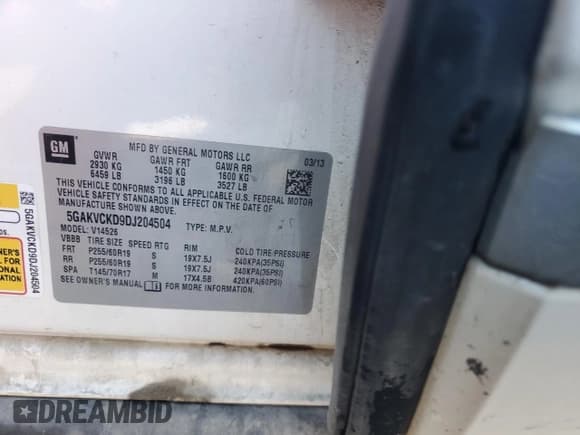 GM
MFD BY GENERAL MOTORS LLC
03/13
GVWR GAWR FRT GAWR RR
2930 KG 1450 KG 1600 KG
6459 LB 3196 LB 3527 LB
THIS VEHICLE CONFORMS TO ALL APPLICABLE U.S. FEDERAL MOTOR
VEHICLE SAFETY STANDARDS IN EFFECT ON THE DATE OF
MANUFACTURE SHOWN ABOVE.
5GAKVCKD9DJ204504 TYPE: M.P.V.
MODEL: V14526
VBBB TIRE SIZE SPEED RTG RIM COLD TIRE PRESSURE
FRT P255/60R19 S 19X7.5J 240KPA(35PSI)
RR P255/60R19 S 19X7.5J 240KPA(35PSI)
SPA T145/70R17 M 17X4.5B 420KPA(60PSI)
SEE OWNER'S MANUAL FOR MORE INFORMATION.
5GAKVCKD9DJ204504
OWNER'S
FOR
ONAL
ATION
DREAMBID